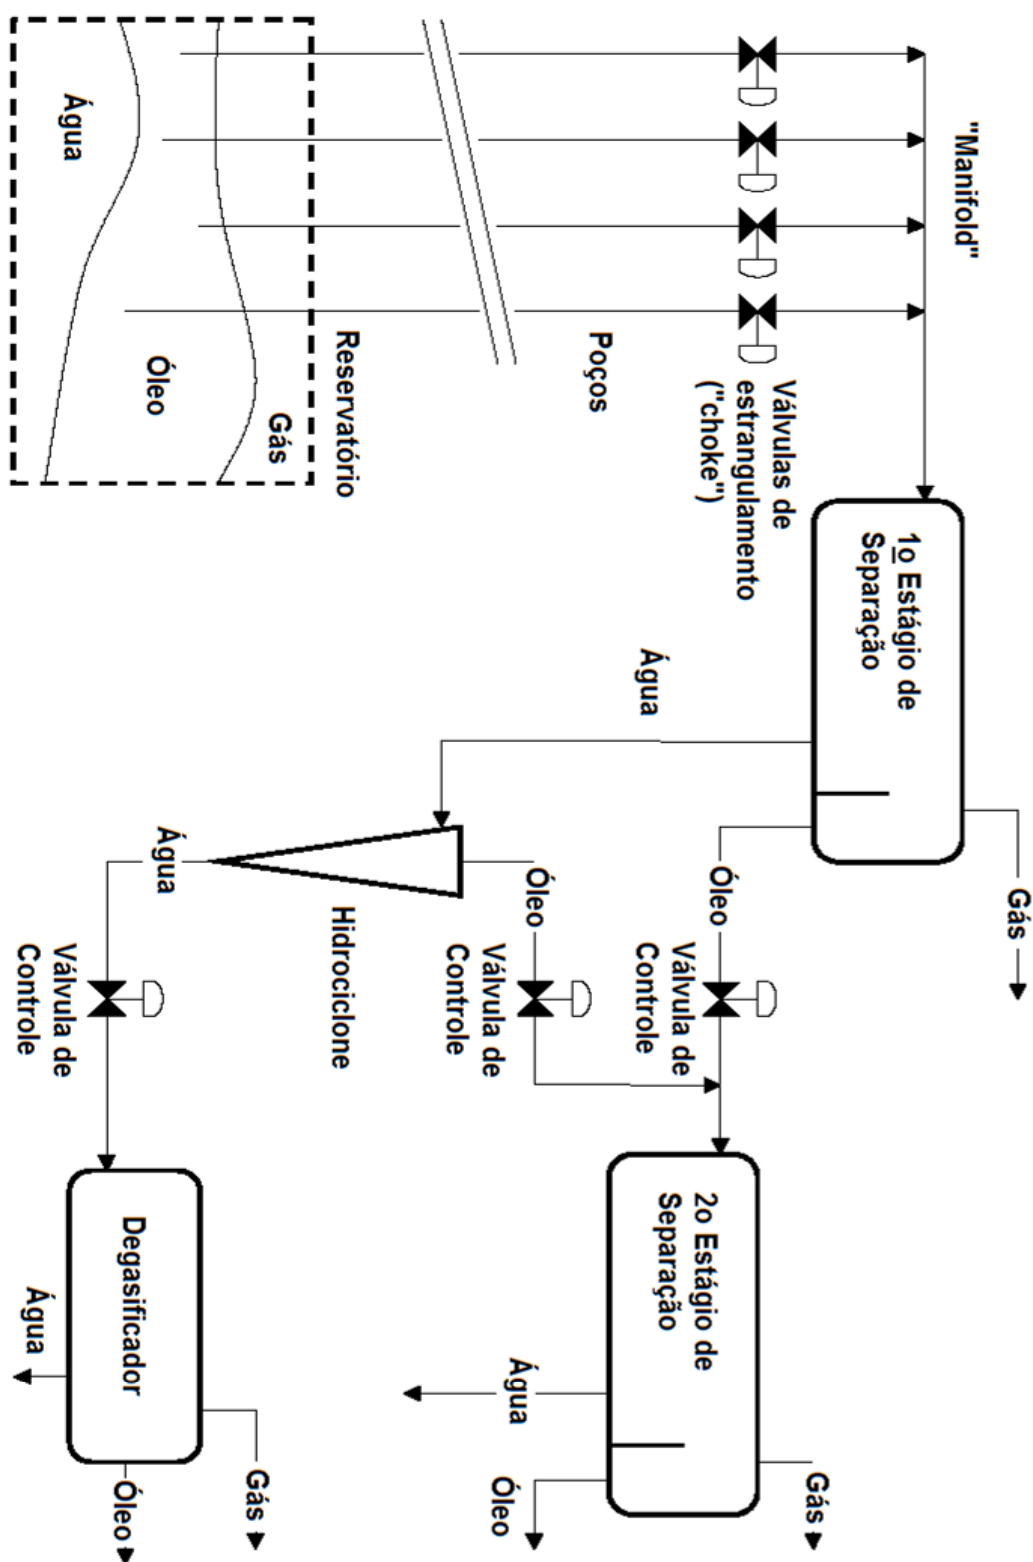 "Manifold"
Gás
1o Estágio de
Separação
Válvulas de
estrangulamento
("choke")
Poços
Reservatório
Gás
Óleo
Água
Água
Óleo
Válvula de
Controle
Óleo
Válvula de
Controle
Hidrociclone
Água
Válvula de
Controle
2o Estágio de
Separação
Gás
Água
Óleo
Degasificador
Gás
Óleo
Água